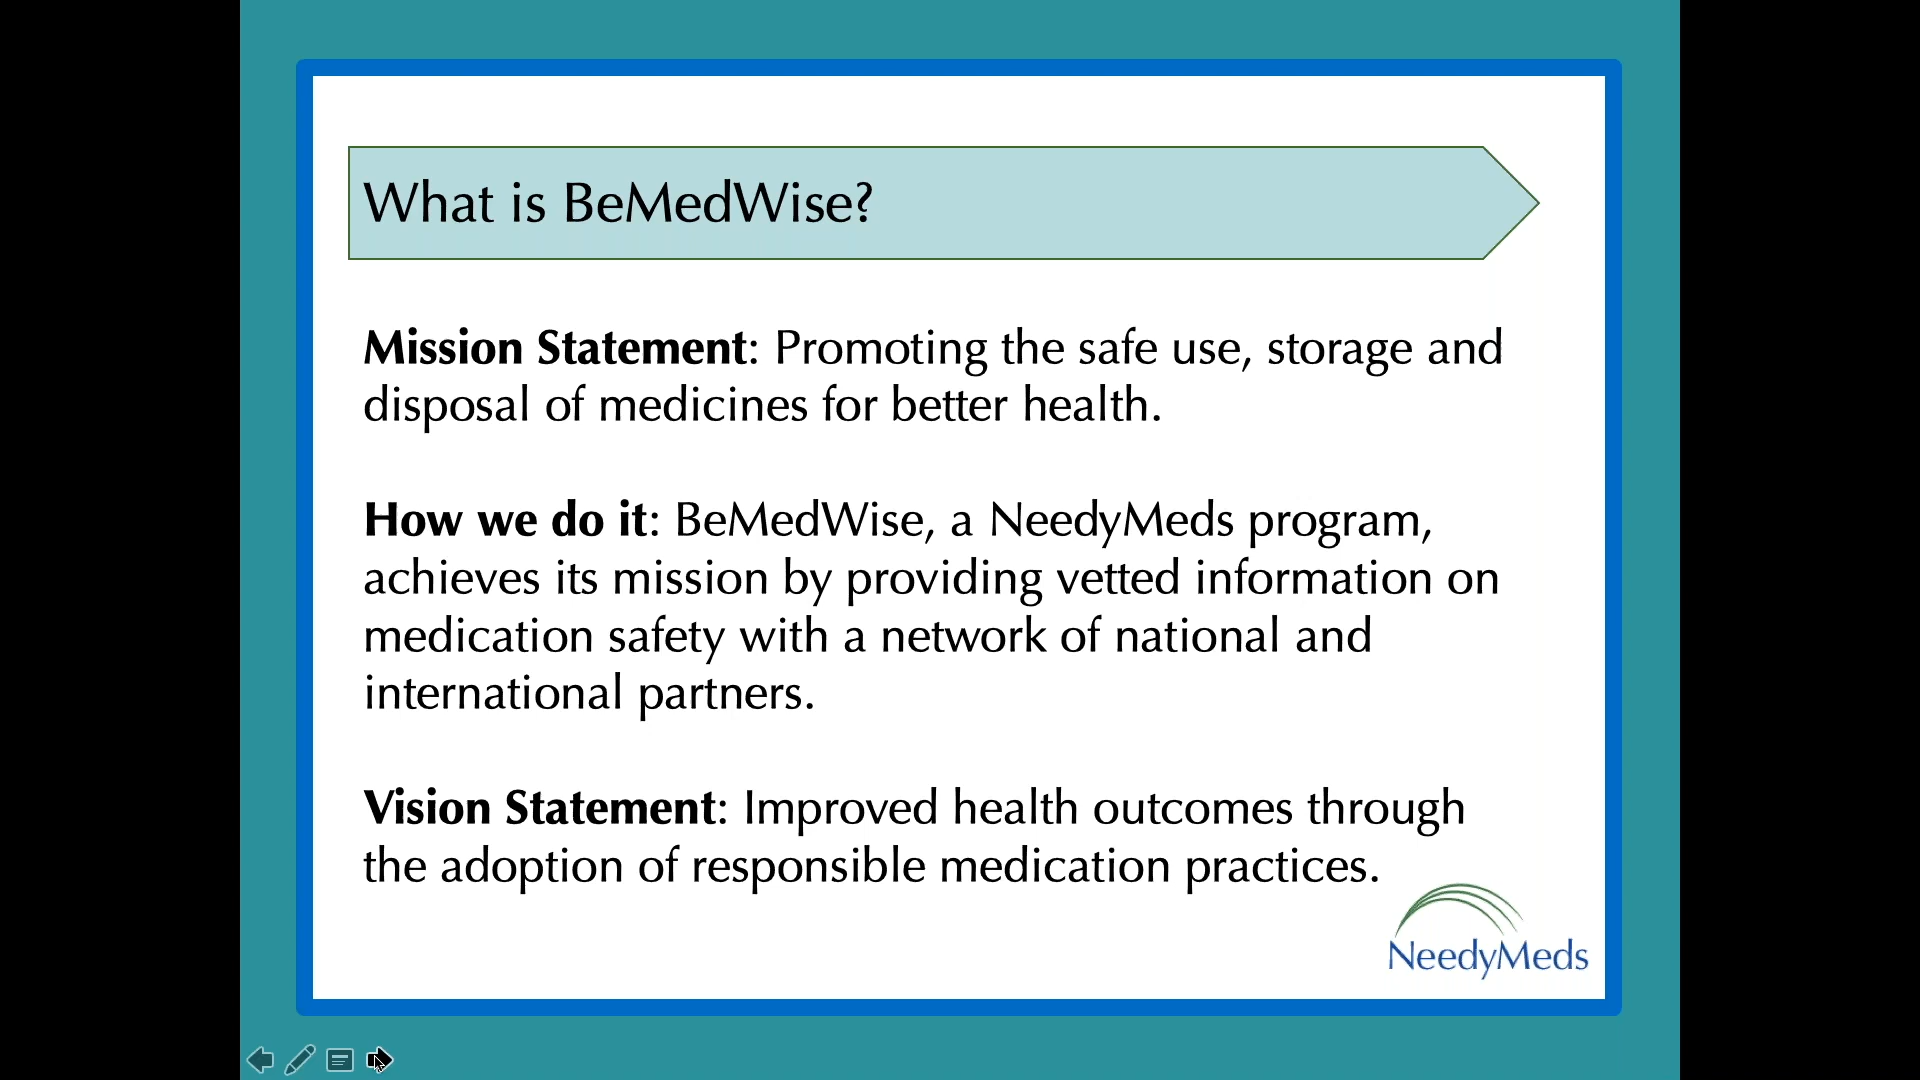 What is BeMedWise?
Mission Statement: Promoting the safe use, storage and
disposal of medicines for better health.
How we do it: BeMedWise, a NeedyMeds program,
achieves its mission by providing vetted information on
medication safety with a network of national and
international partners.
Vision Statement: Improved health outcomes through
the adoption of responsible medication practices.
NeedyMeds